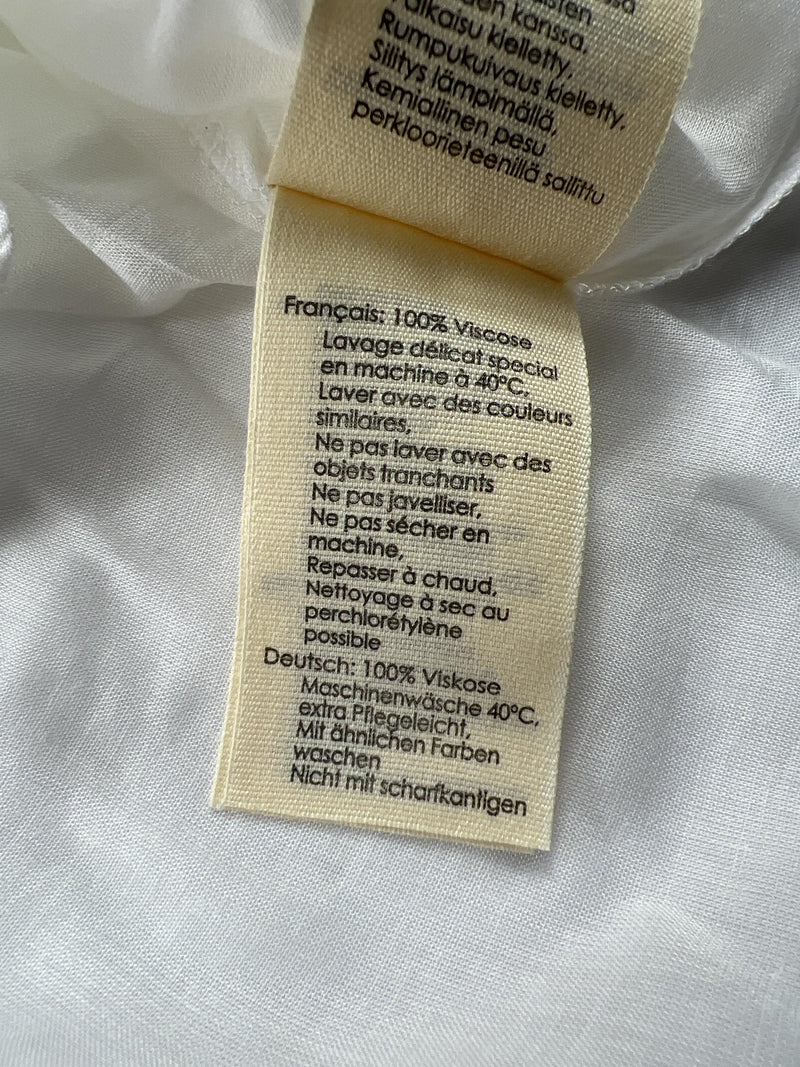 kanssa.
Valkaisu kielletty,
Rumpukuivaus kielletty,
Silitys lämpimällä,
Kemiallinen pesu
perkloorieteenillä sallittu
Français: 100% Viscose
Lavage délicat special
en machine à 40°C,
Laver avec des couleurs
similaires,
Ne pas laver avec des
objets tranchants
Ne pas javelliser,
Ne pas sécher en
machine,
Repasser à chaud,
Nettoyage à sec au
perchlorétylène
possible
Deutsch: 100% Viskose
Maschinenwäsche 40°C,
extra Pflegeleicht,
Mit ähnlichen Farben
waschen
Nicht mit scharfkantigen